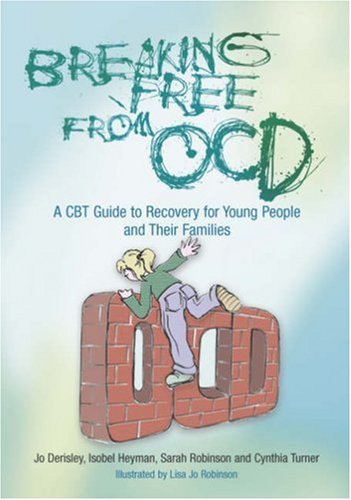 BREAKING
FREE
FROM OCD
A CBT Guide to Recovery for Young People
and Their Families
OCD
Jo Derisley, Isobel Heyman, Sarah Robinson and Cynthia Turner
Illustrated by Lisa Jo Robinson